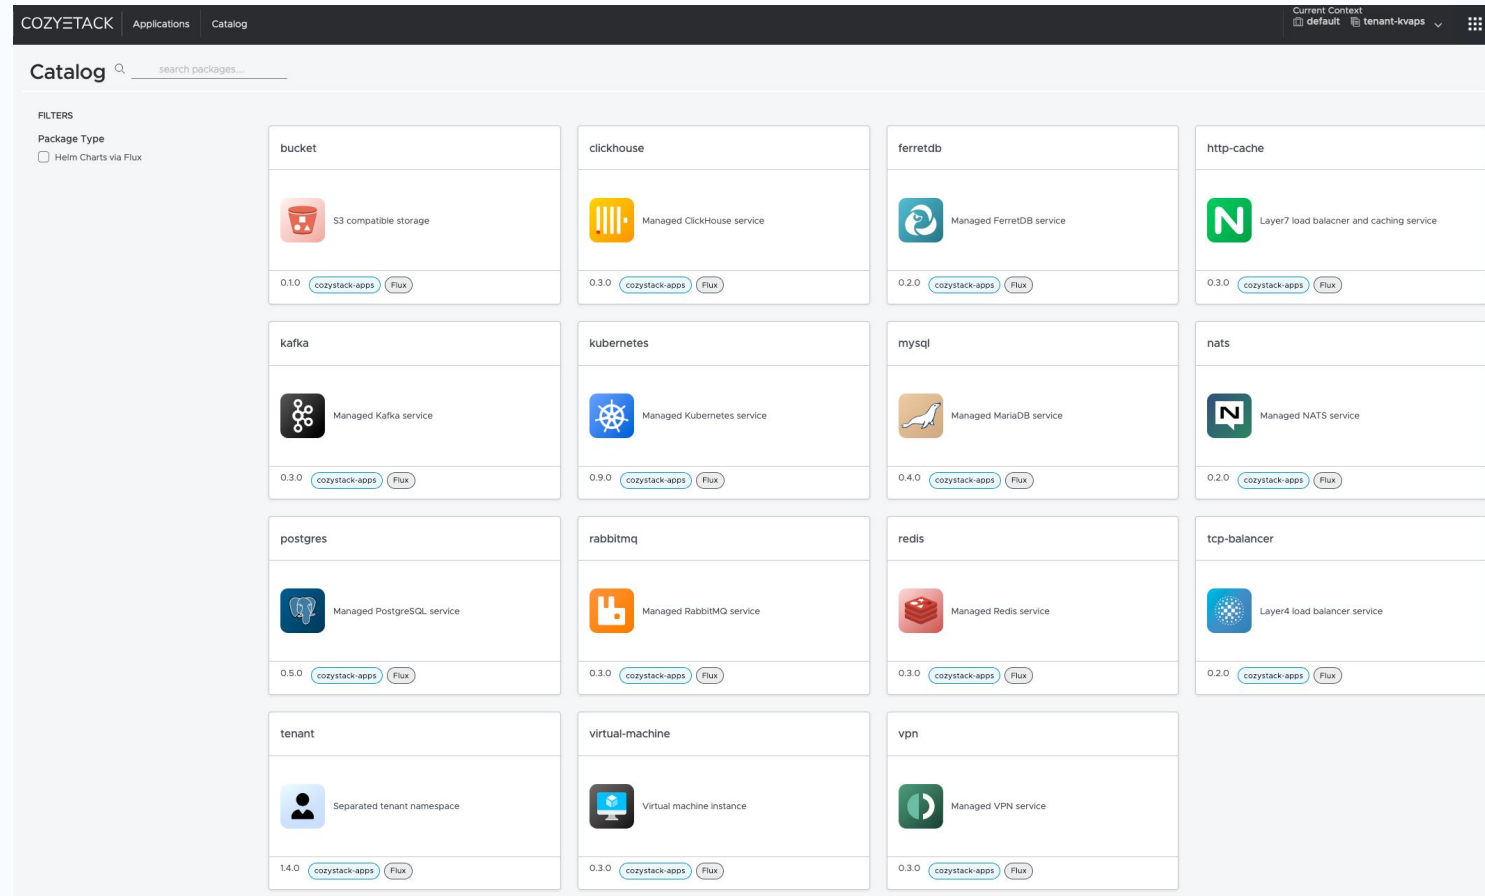 COZYΞTACK Applications Catalog
Current Context
default tenant-kvaps
Catalog search packages...
FILTERS
Package Type
Helm Charts via Flux
bucket
S3 compatible storage
0.1.0 cozystack-apps Flux
clickhouse
Managed ClickHouse service
0.3.0 cozystack-apps Flux
ferretdb
Managed FerretDB service
0.2.0 cozystack-apps Flux
http-cache
N
Layer7 load balacner and caching service
0.3.0 cozystack-apps Flux
kafka
Managed Kafka service
0.3.0 cozystack-apps Flux
kubernetes
Managed Kubernetes service
0.9.0 cozystack-apps Flux
mysql
Managed MariaDB service
0.4.0 cozystack-apps Flux
nats
N
Managed NATS service
0.2.0 cozystack-apps Flux
postgres
Managed PostgreSQL service
0.5.0 cozystack-apps Flux
rabbitmq
Managed RabbitMQ service
0.3.0 cozystack-apps Flux
redis
Managed Redis service
0.3.0 cozystack-apps Flux
tcp-balancer
Layer4 load balancer service
0.2.0 cozystack-apps Flux
tenant
Separated tenant namespace
1.4.0 cozystack-apps Flux
virtual-machine
Virtual machine instance
0.3.0 cozystack-apps Flux
vpn
Managed VPN service
0.3.0 cozystack-apps Flux